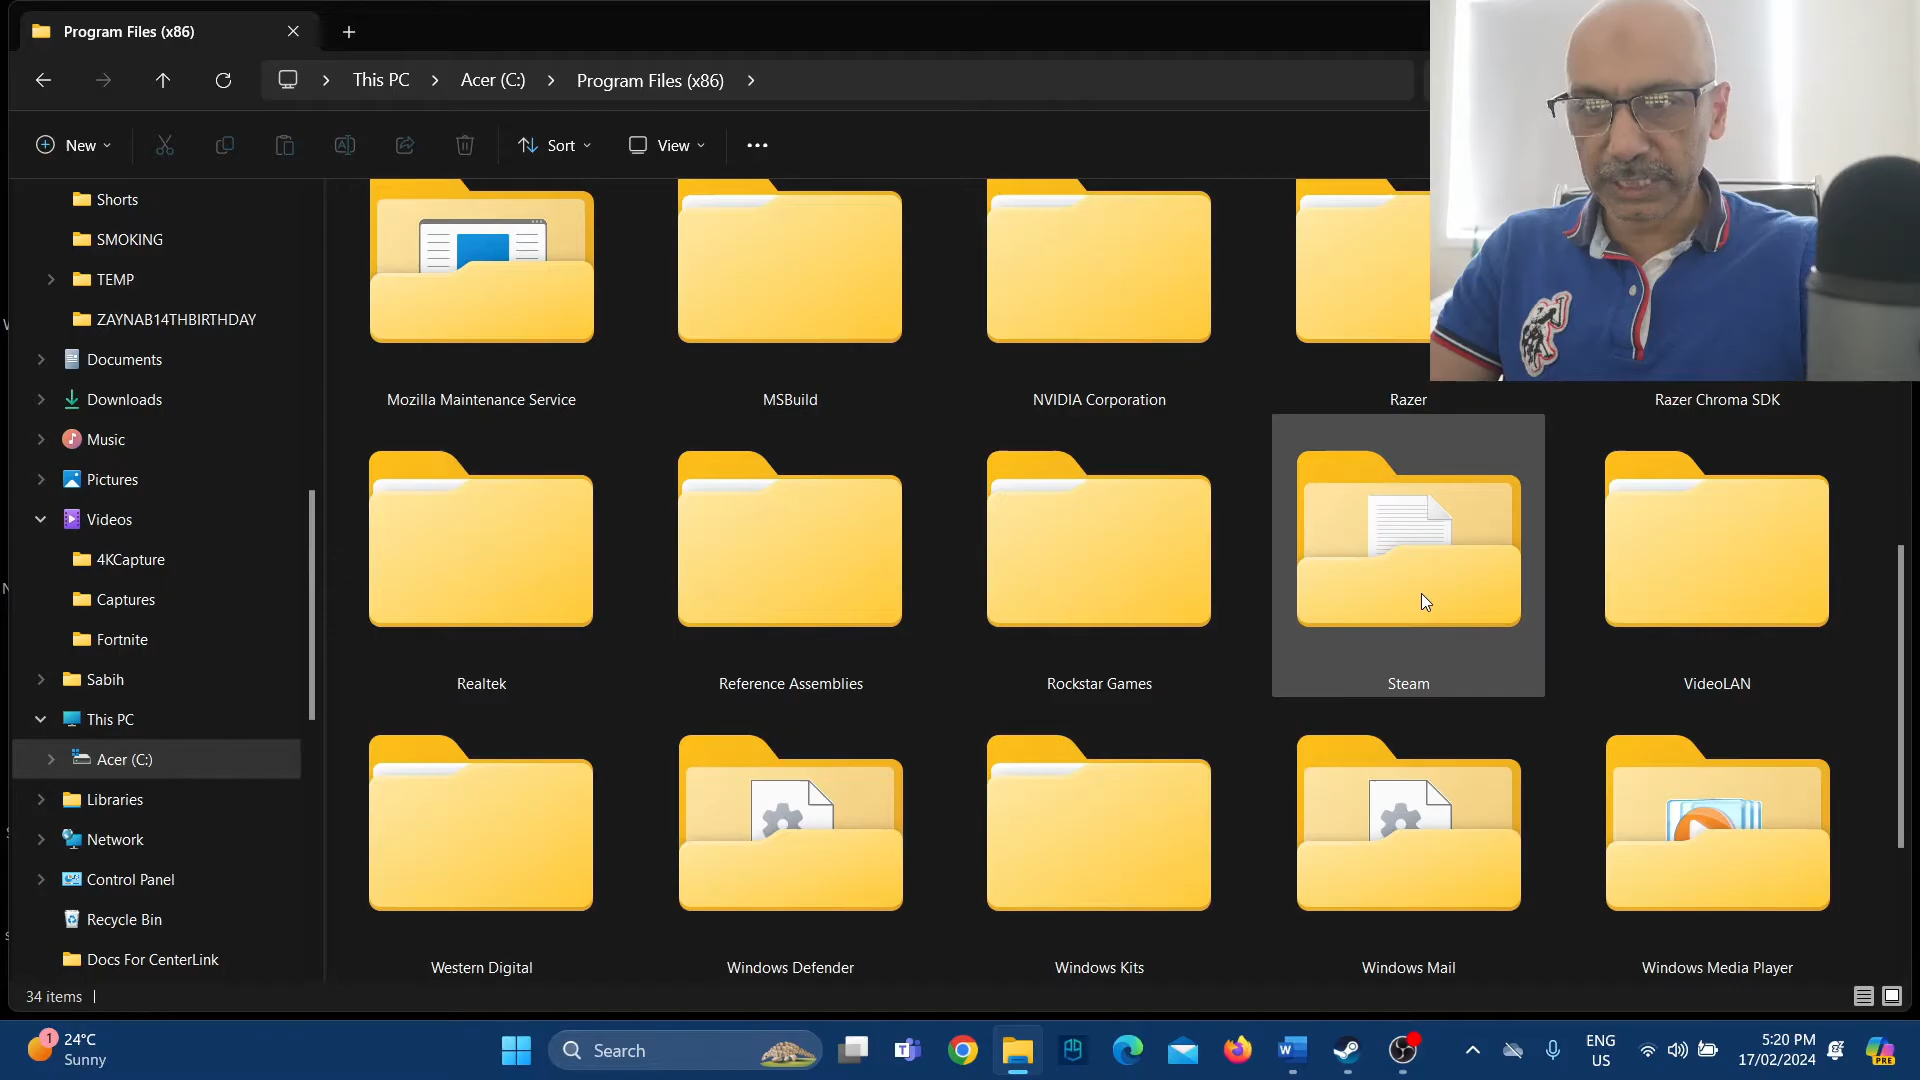 Program Files (x86)
This PC > Acer (C:) > Program Files (x86) >
New
Sort
View
Shorts
SMOKING
TEMP
ZAYNAB14THBIRTHDAY
Documents
Downloads
Music
Pictures
Videos
4KCapture
Captures
Fortnite
Sabih
This PC
Acer (C:)
Libraries
Network
Control Panel
Recycle Bin
Docs For CenterLink
Mozilla Maintenance Service
MSBuild
NVIDIA Corporation
Razer
Razer Chroma SDK
Realtek
Reference Assemblies
Rockstar Games
Steam
VideoLAN
Western Digital
Windows Defender
Windows Kits
Windows Mail
Windows Media Player
34 items
1
24°C
Sunny
Search
ENG
US
5:20 PM
17/02/2024
PRE